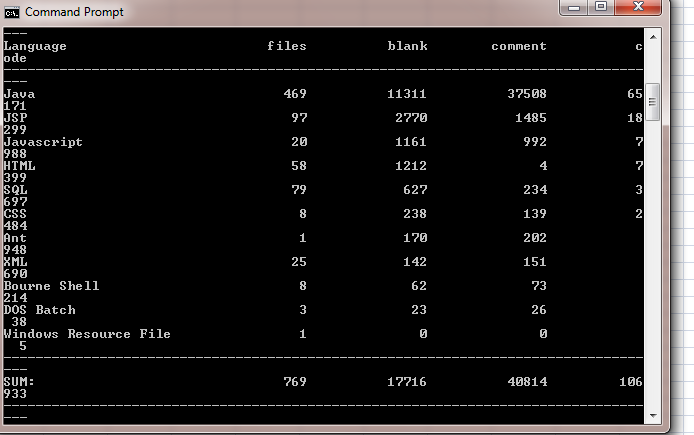 Command Prompt
---
Language files blank comment c
ode
--------------------------------------------------------------------------------
---
Java 469 11311 37508 65
171
JSP 97 2770 1485 18
299
Javascript 20 1161 992 7
988
HTML 58 1212 4 7
399
SQL 79 627 234 3
697
CSS 8 238 139 2
484
Ant 1 170 202
948
XML 25 142 151
690
Bourne Shell 8 62 73
214
DOS Batch 3 23 26
38
Windows Resource File 1 0 0
5
--------------------------------------------------------------------------------
---
SUM: 769 17716 40814 106
933
--------------------------------------------------------------------------------
---